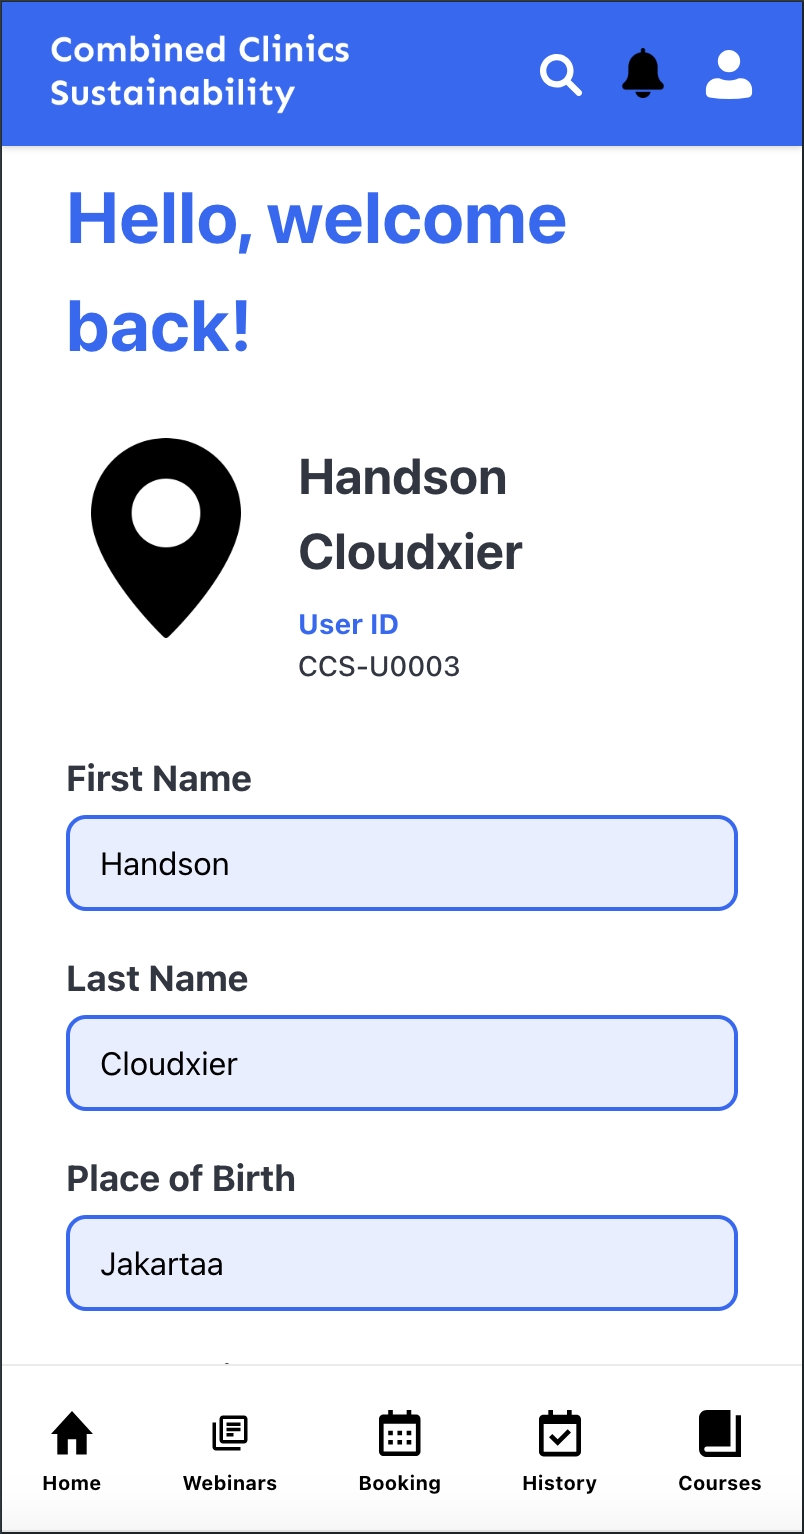 Combined Clinics
Sustainability
Hello, welcome
back!
Handson
Cloudxier
User ID
CCS-U0003
First Name
Handson
Last Name
Cloudxier
Place of Birth
Jakartaa
Home
Webinars
Booking
History
Courses